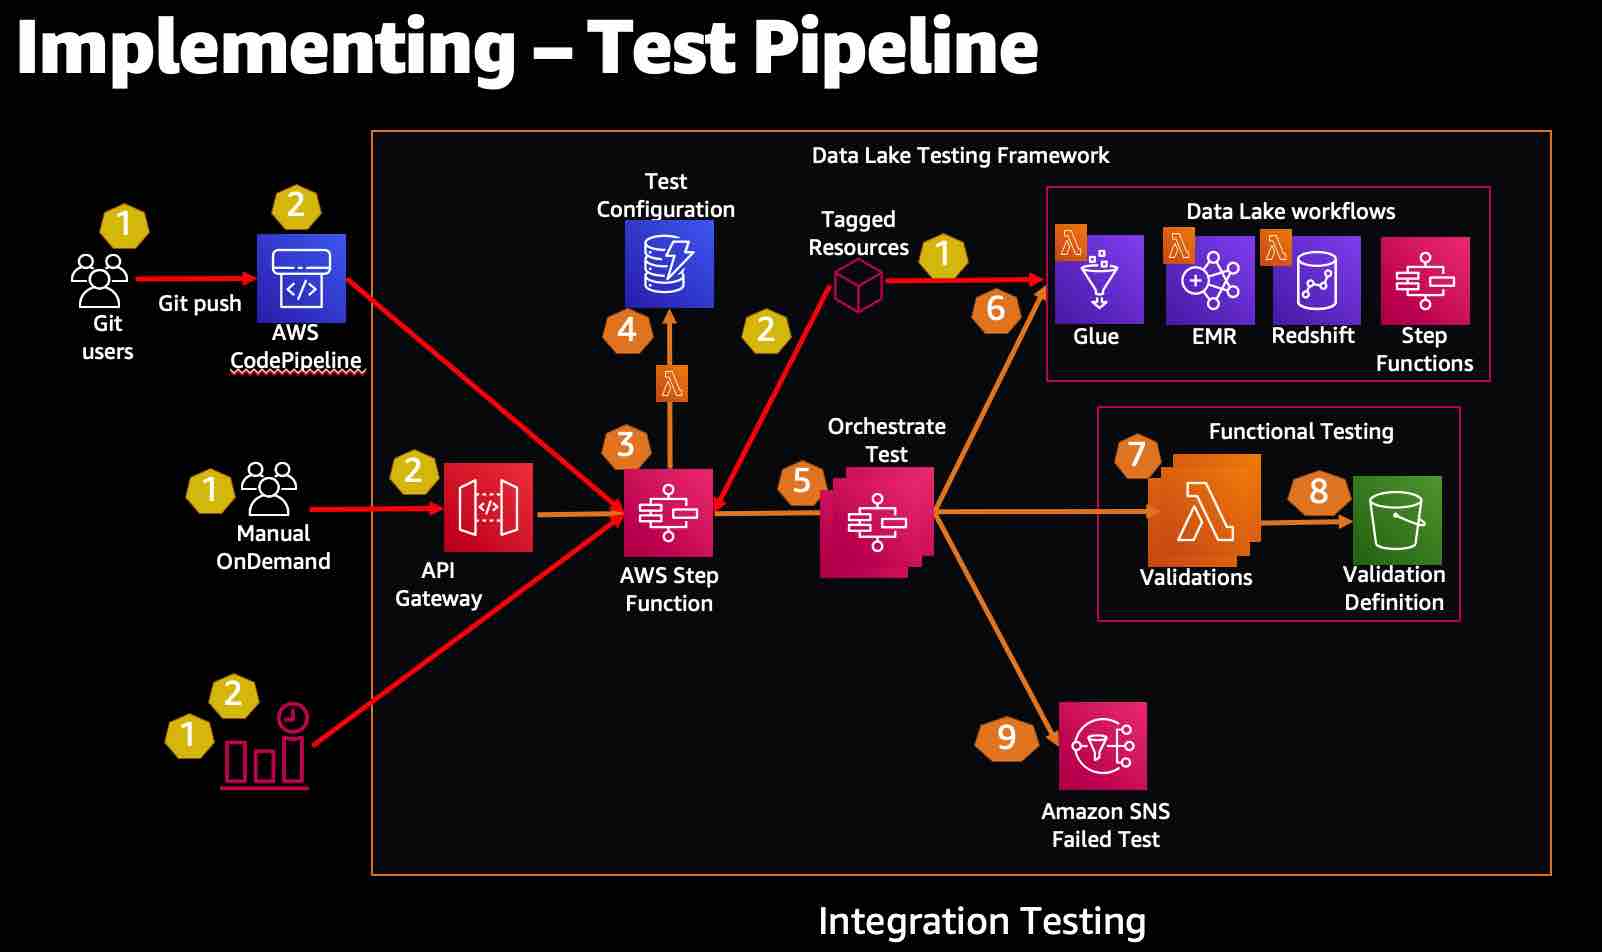 Implementing – Test Pipeline
Data Lake Testing Framework
1
Git
users
Git push
2
AWS
CodePipeline
</>
Test
Configuration
4
λ
Tagged
Resources
1
2
6
Data Lake workflows
λ
Glue
λ
EMR
λ
Redshift
Step
Functions
1
Manual
OnDemand
2
</>
API
Gateway
3
AWS Step
Function
5
Orchestrate
Test
Functional Testing
7
λ
Validations
8
Validation
Definition
2
1
9
Amazon SNS
Failed Test
Integration Testing